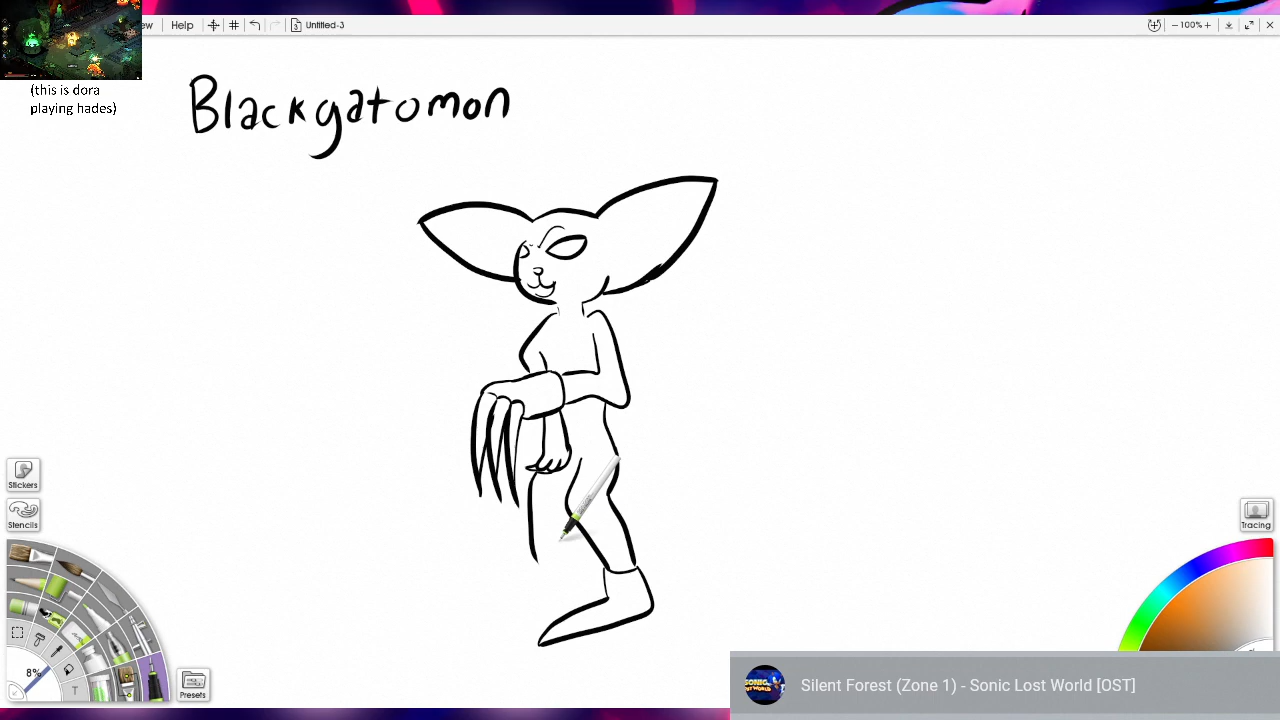 ew Help Untitled-3 100%
(this is dora
playing hades)
Blackgatomon
Stickers
Stencils
Tracing
8%
T
Presets
Silent Forest (Zone 1) - Sonic Lost World [OST]